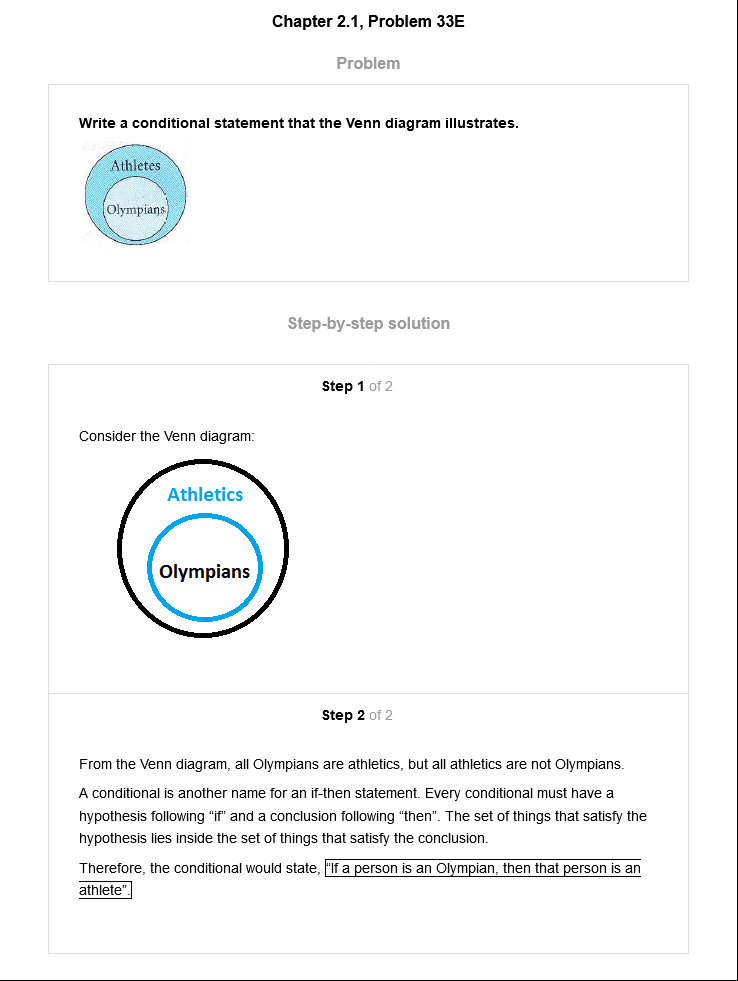 Chapter 2.1, Problem 33E
Problem
Write a conditional statement that the Venn diagram illustrates.
Athletes
Olympians
Step-by-step solution
Step 1 of 2
Consider the Venn diagram:
Athletics
Olympians
Step 2 of 2
From the Venn diagram, all Olympians are athletics, but all athletics are not Olympians.
A conditional is another name for an if-then statement. Every conditional must have a
hypothesis following “if” and a conclusion following “then”. The set of things that satisfy the
hypothesis lies inside the set of things that satisfy the conclusion.
Therefore, the conditional would state, “If a person is an Olympian, then that person is an
athlete”.